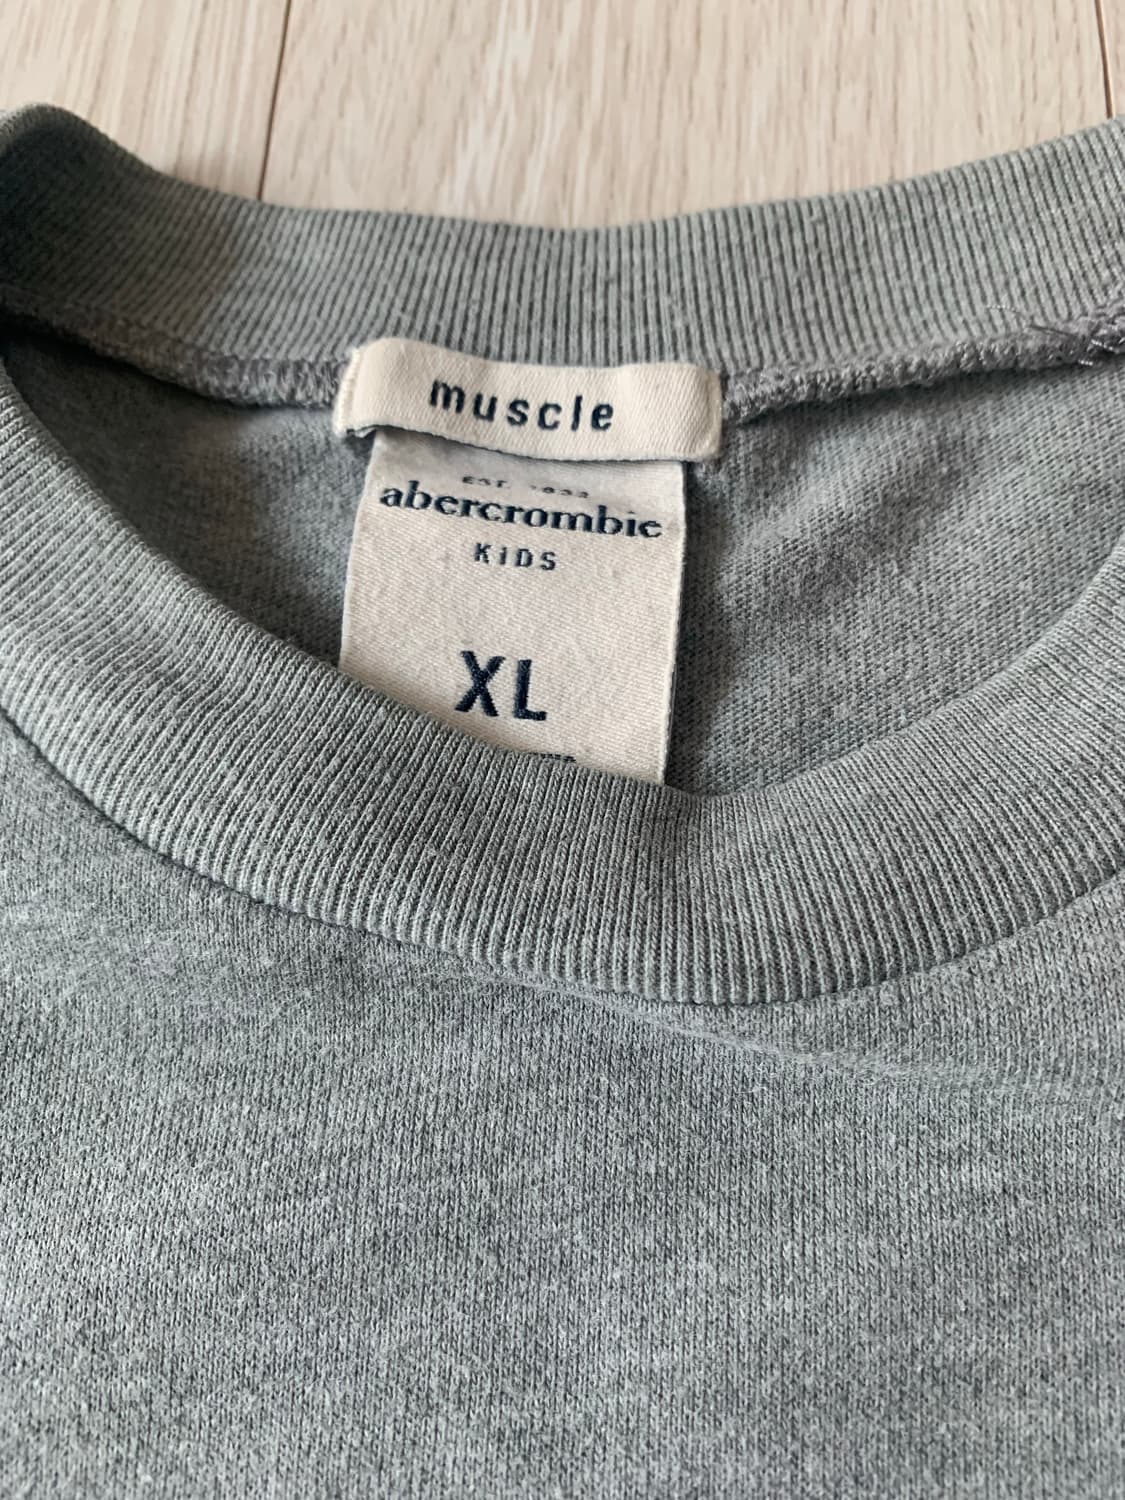 muscle
abercrombie
KIDS
XL